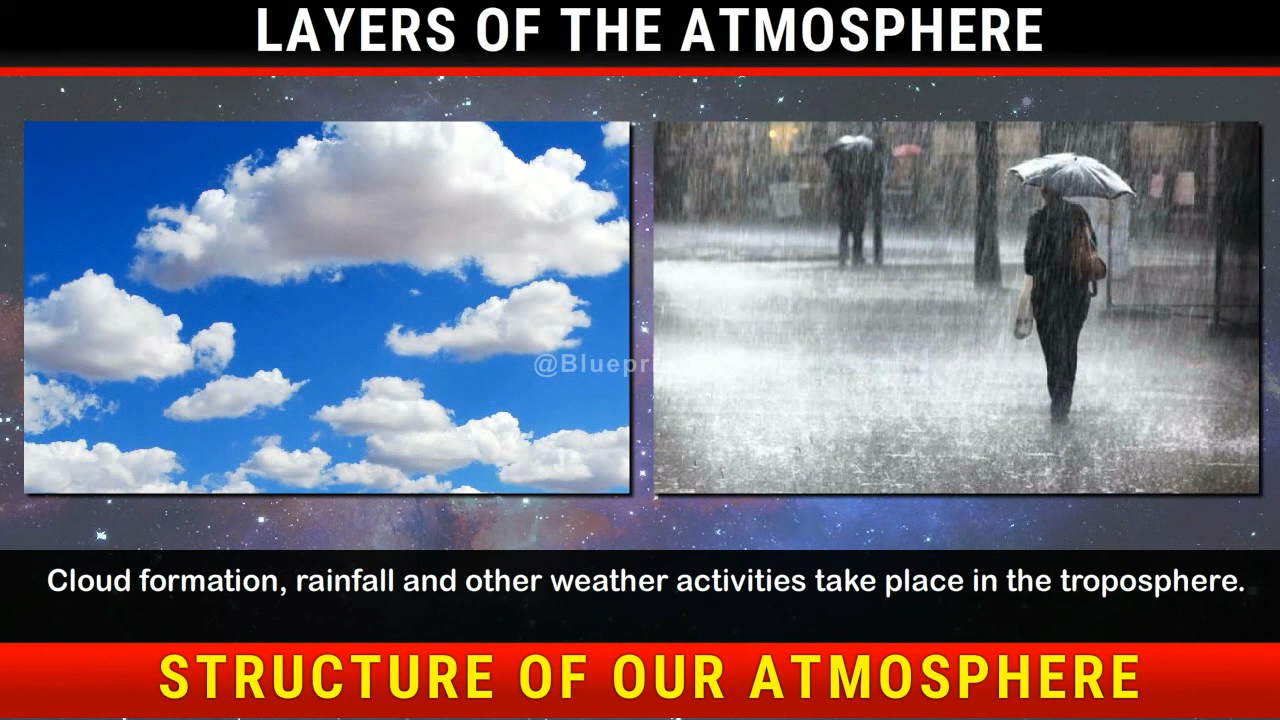 LAYERS OF THE ATMOSPHERE
Cloud formation, rainfall and other weather activities take place in the troposphere.
STRUCTURE OF OUR ATMOSPHERE